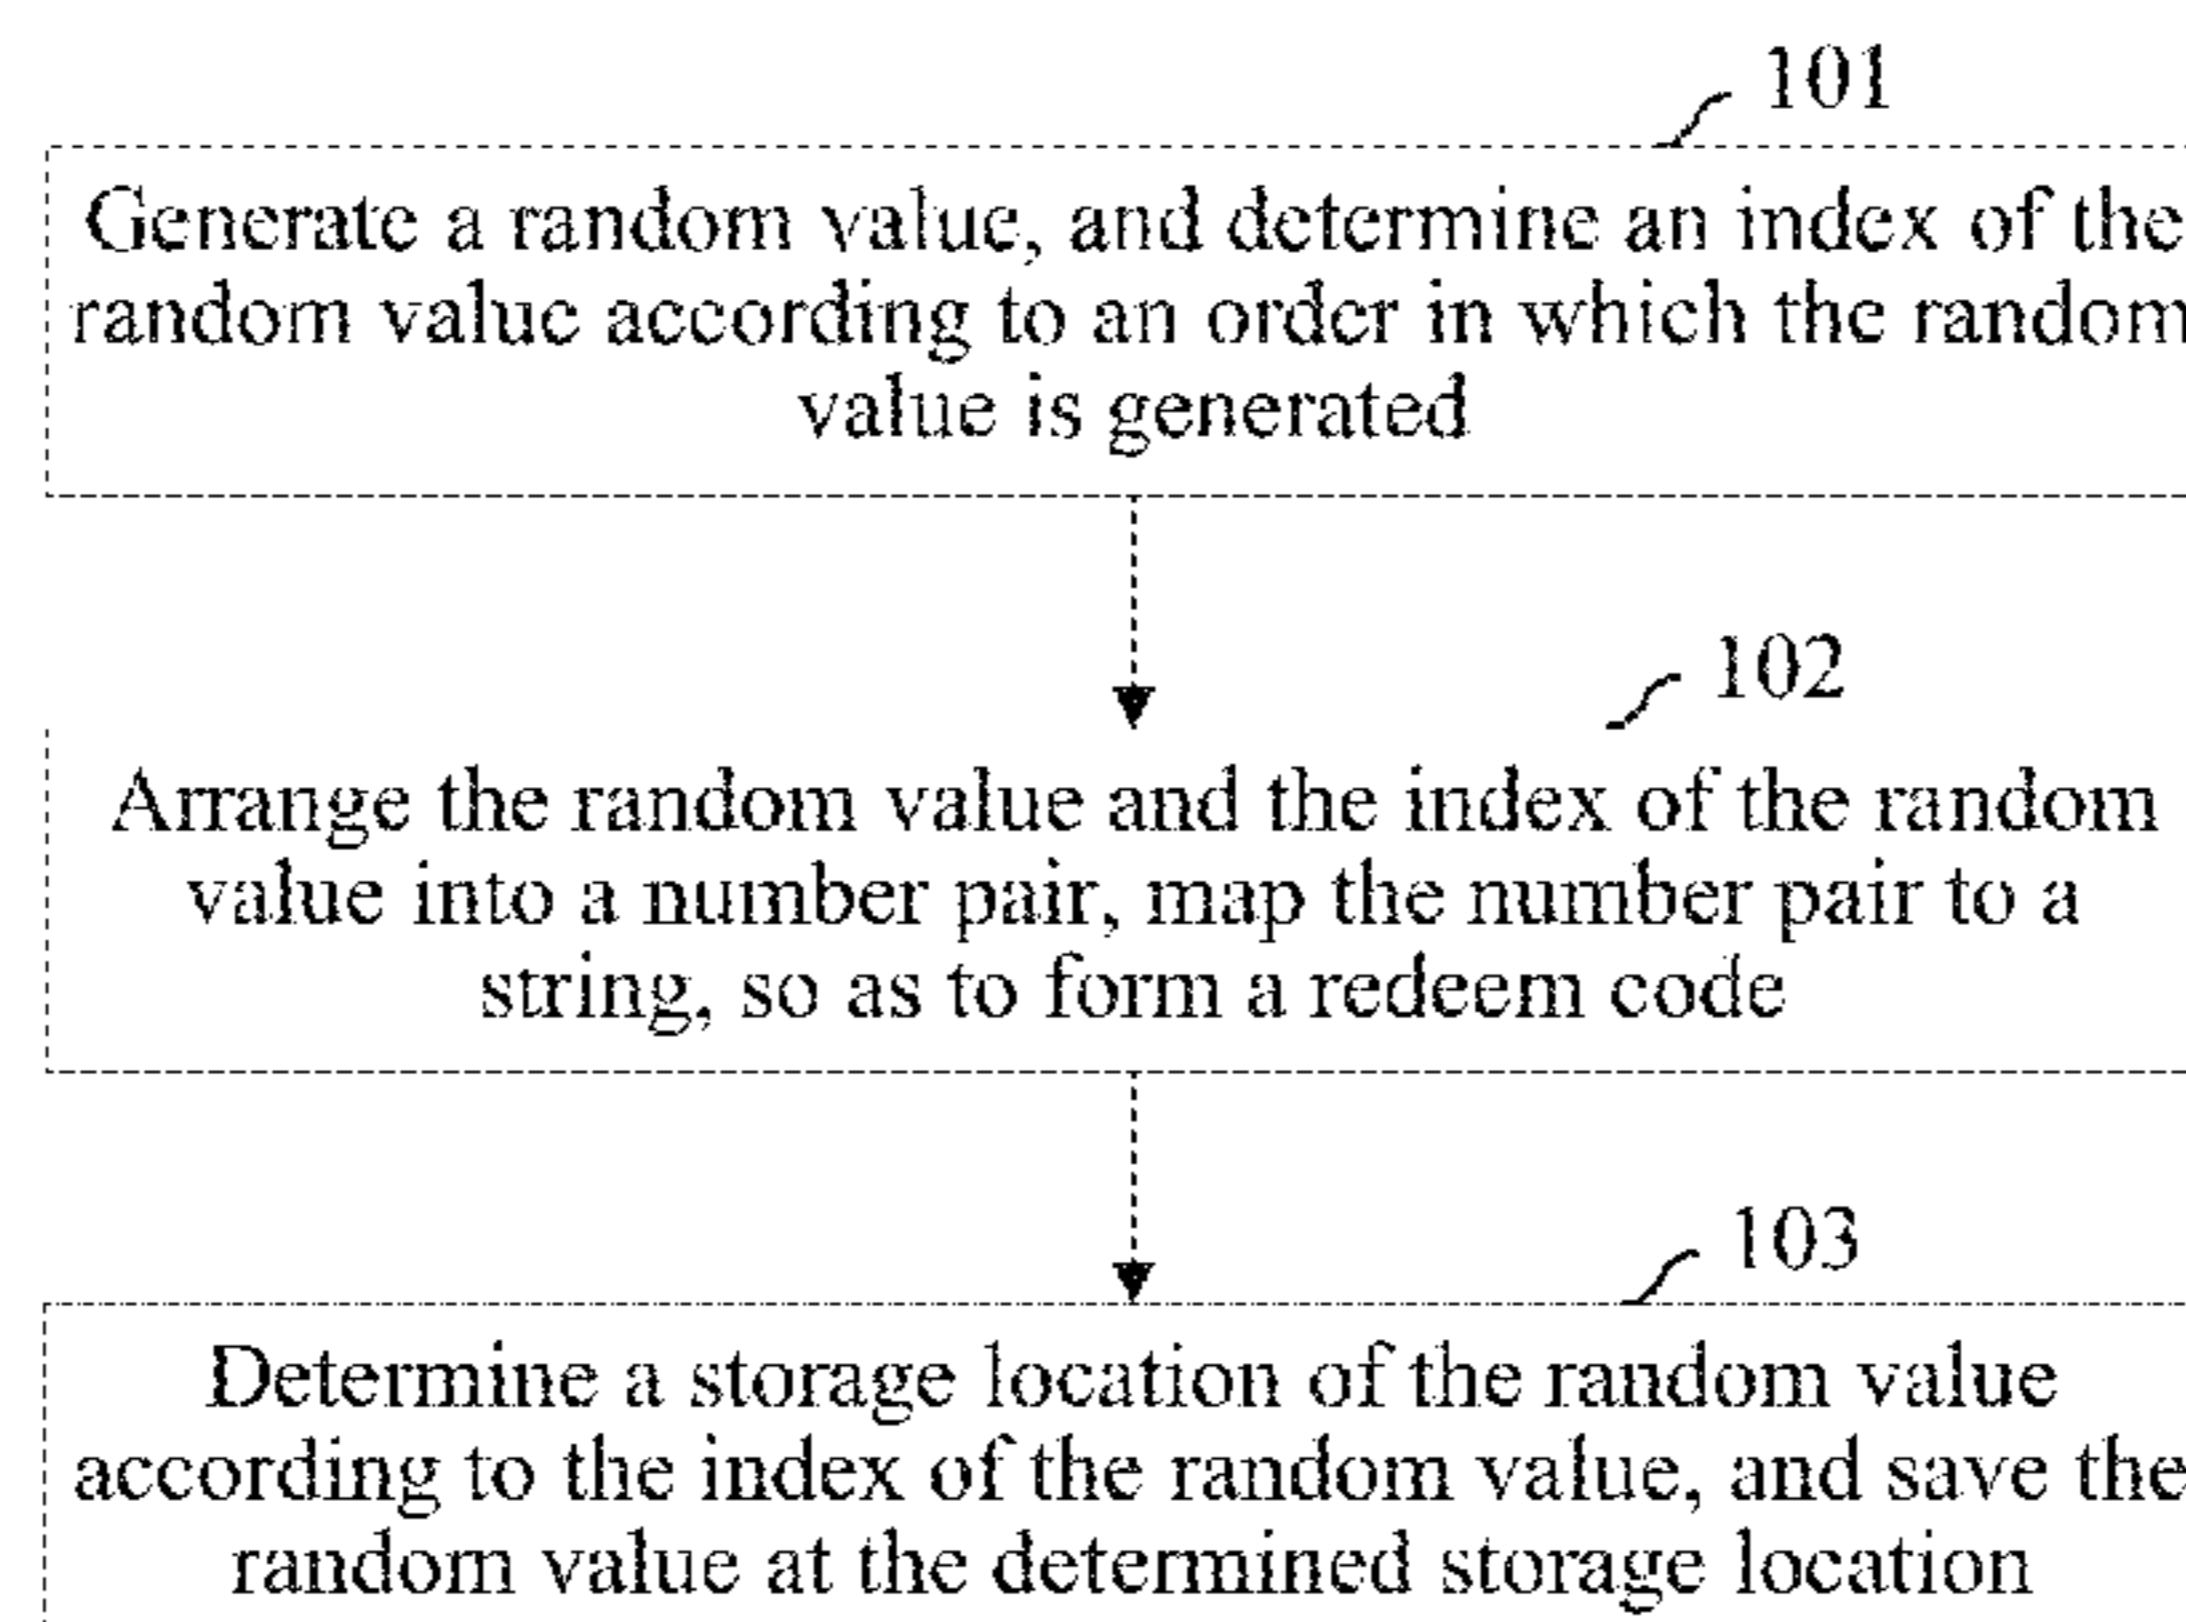 101
Generate a random value, and determine an index of the
random value according to an order in which the random
value is generated
102
Arrange the random value and the index of the random
value into a number pair, map the number pair to a
string, so as to form a redeem code
103
Determine a storage location of the random value
according to the index of the random value, and save the
random value at the determined storage location